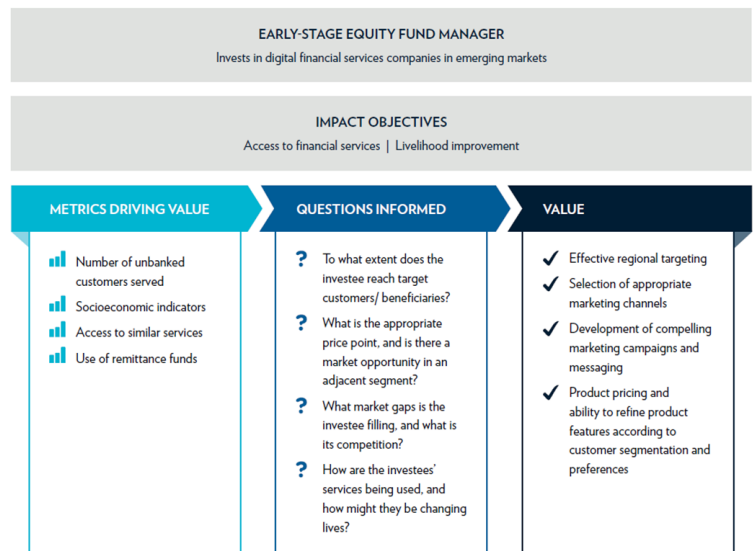 EARLY-STAGE EQUITY FUND MANAGER
Invests in digital financial services companies in emerging markets
IMPACT OBJECTIVES
Access to financial services | Livelihood improvement
METRICS DRIVING VALUE
Number of unbanked
customers served
Socioeconomic indicators
Access to similar services
Use of remittance funds
QUESTIONS INFORMED
? To what extent does the
investee reach target
customers/ beneficiaries?
? What is the appropriate
price point, and is there a
market opportunity in an
adjacent segment?
? What market gaps is the
investee filling, and what is
its competition?
? How are the investees'
services being used, and
how might they be changing
lives?
VALUE
✓ Effective regional targeting
✓ Selection of appropriate
marketing channels
✓ Development of compelling
marketing campaigns and
messaging
✓ Product pricing and
ability to refine product
features according to
customer segmentation and
preferences